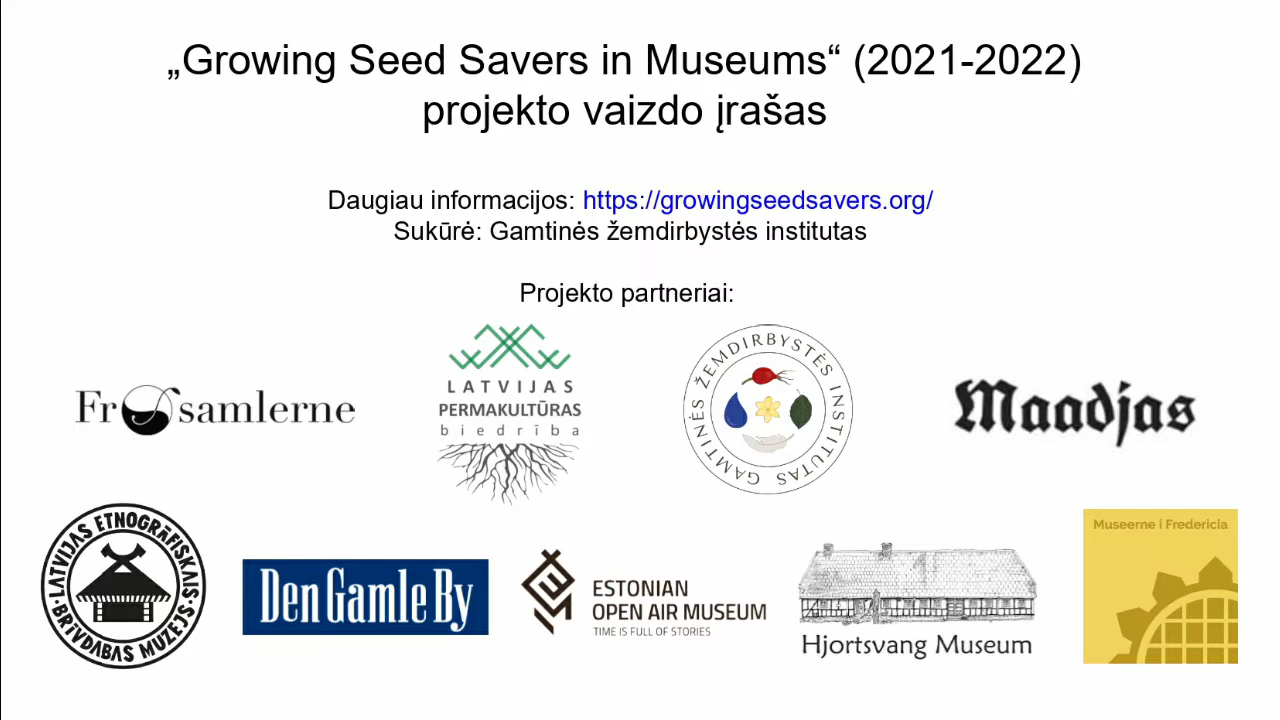 „Growing Seed Savers in Museums“ (2021-2022)
projekto vaizdo įrašas
Daugiau informacijos: https://growingseedsavers.org/
Sukūrė: Gamtinės žemdirbystės institutas
Projekto partneriai:
Frøsamlerne
LATVIJAS
PERMAKULTŪRAS
biedrība
GAMTINĖS ŽEMDIRBYSTĖS INSTITUTAS
Maadjas
LATVIJAS ETNOGRĀFISKAIS
BRĪVDABAS MUZEJS
Den Gamle By
ESTONIAN
OPEN AIR MUSEUM
TIME IS FULL OF STORIES
Hjortsvang Museum
Museerne i Fredericia